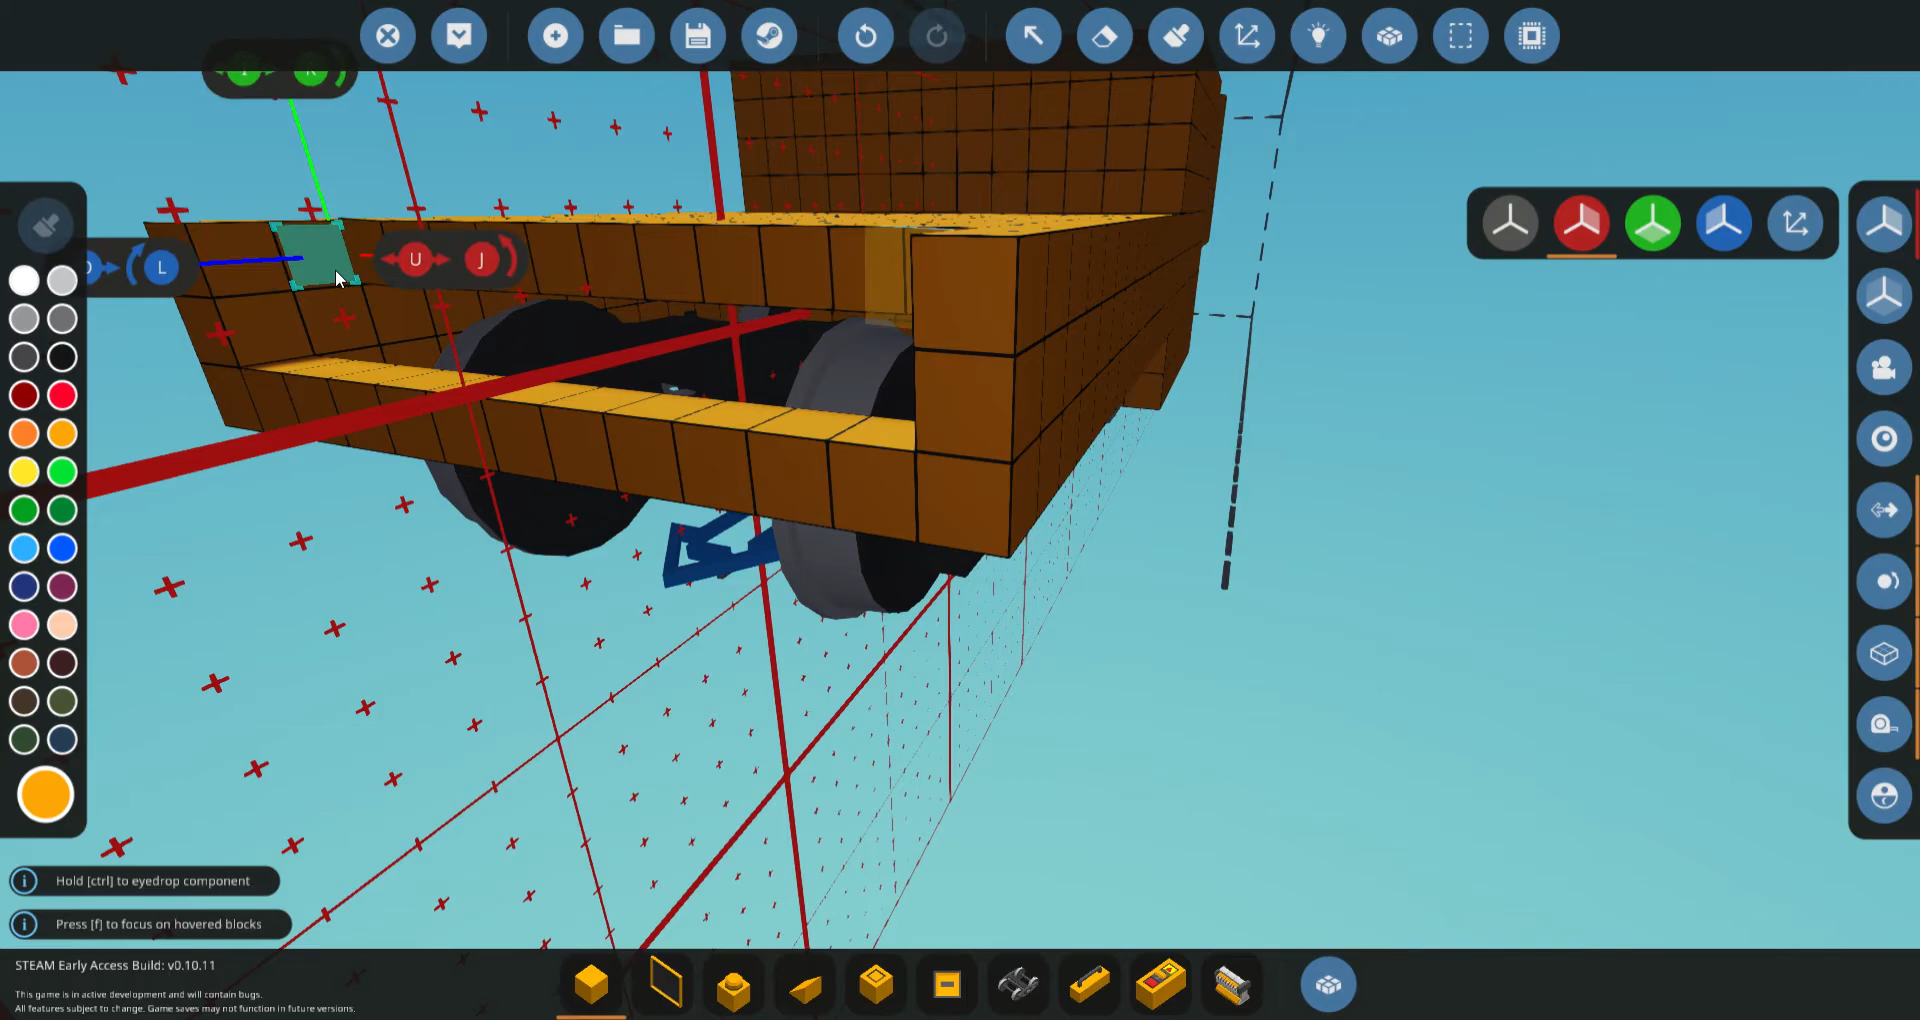 I K
L
U J
Hold [ctrl] to eyedrop component
Press [f] to focus on hovered blocks
STEAM Early Access Build: v0.10.11
This game is in active development and will contain bugs.
All features subject to change. Game saves may not function in future versions.